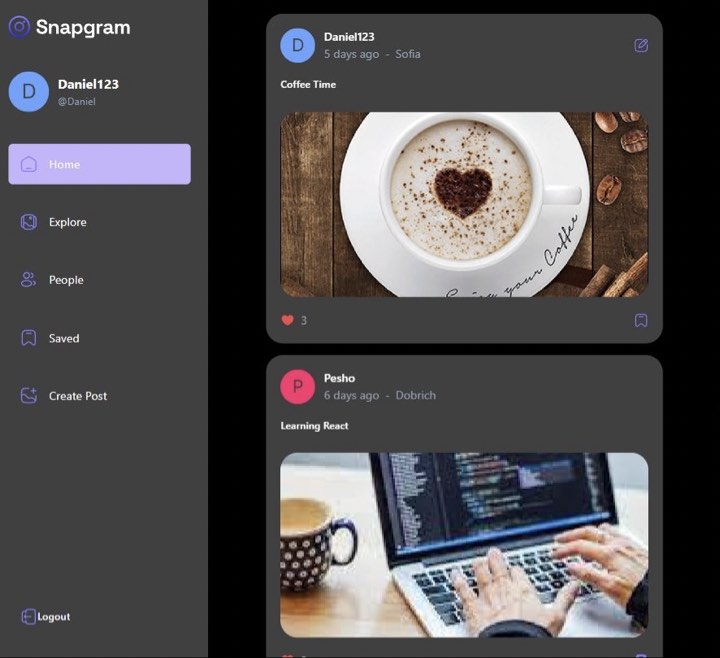 Snapgram
D
Daniel123
@Daniel
Home
Explore
People
Saved
Create Post
Logout
D
Daniel123
5 days ago - Sofia
Coffee Time
your Coffee
3
P
Pesho
6 days ago - Dobrich
Learning React